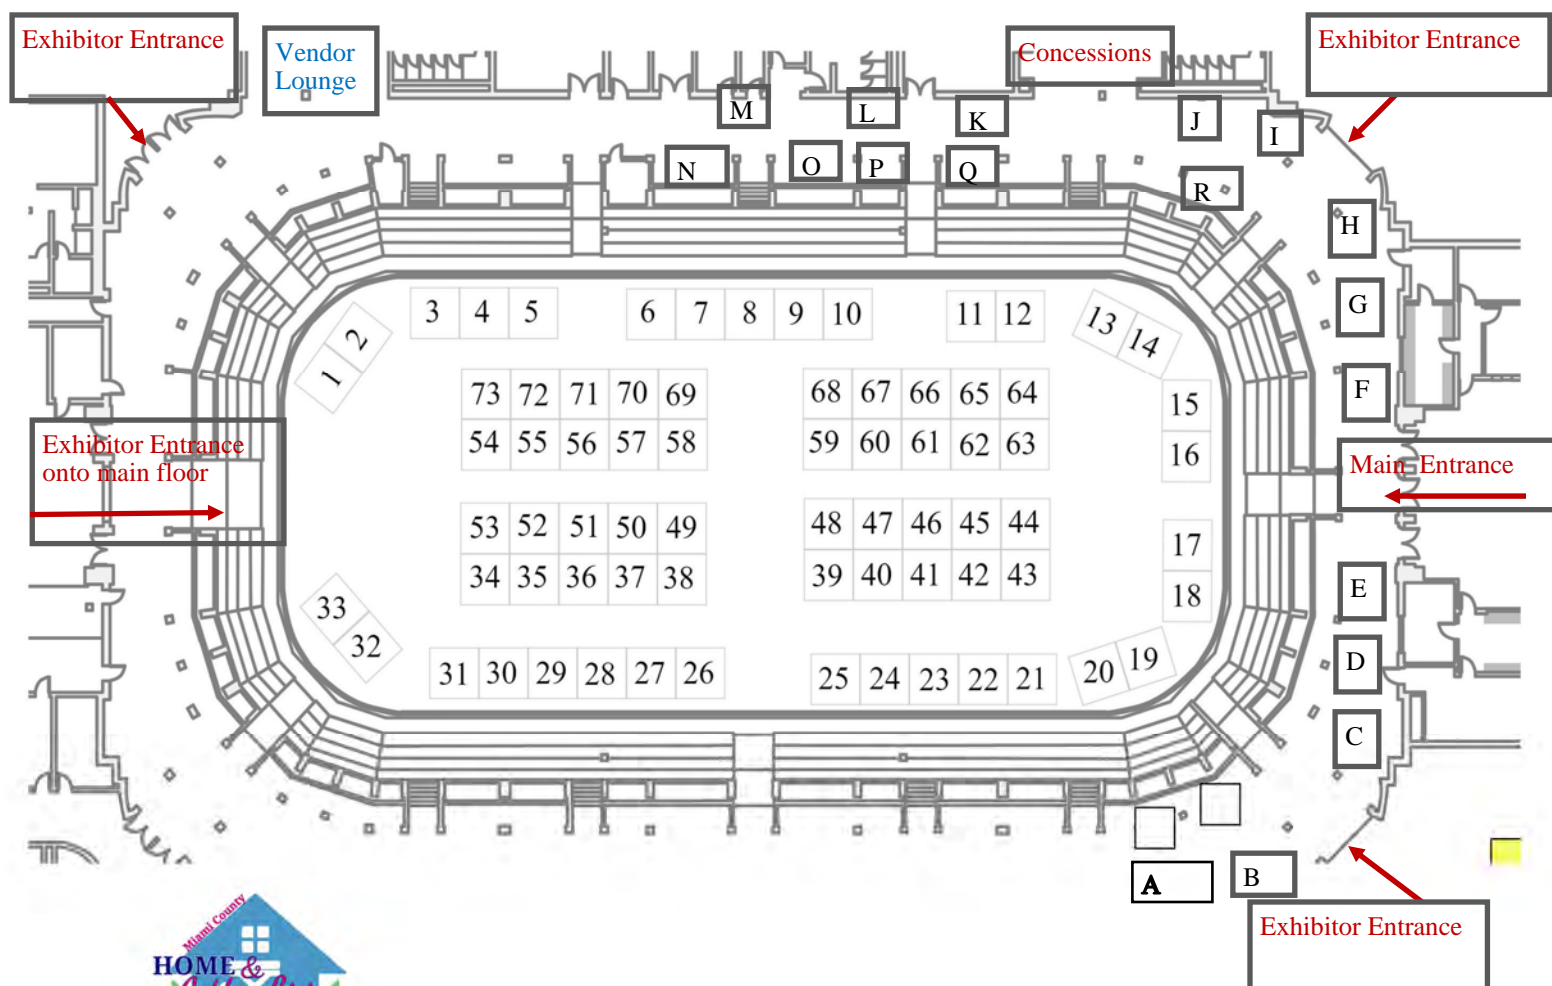 Exhibitor Entrance
Vendor
Lounge
Concessions
Exhibitor Entrance
M
L
K
J
I
N
O
P
Q
R
H
G
F
3 4 5
6 7 8 9 10
11 12
13 14
1 2
73 72 71 70 69
68 67 66 65 64
15
54 55 56 57 58
59 60 61 62 63
16
Exhibitor Entrance
onto main floor
Main Entrance
53 52 51 50 49
48 47 46 45 44
17
34 35 36 37 38
39 40 41 42 43
18
33
32
31 30 29 28 27 26
25 24 23 22 21
20 19
E
D
C
A
B
Exhibitor Entrance
Miami County
HOME &